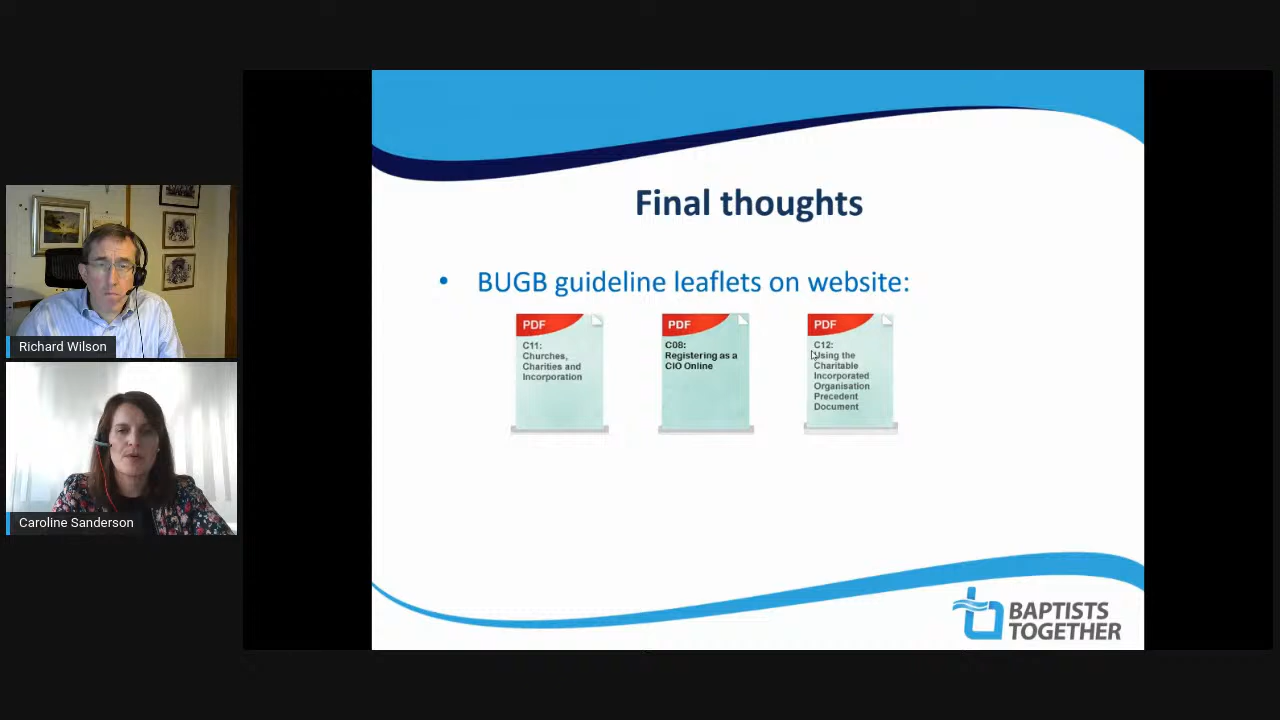 Final thoughts
• BUGB guideline leaflets on website:
PDF
C11:
Churches,
Charities and
Incorporation
PDF
C08:
Registering as a
CIO Online
PDF
C12:
Using the
Charitable
Incorporated
Organisation
Precedent
Document
Richard Wilson
Caroline Sanderson
BAPTISTS
TOGETHER